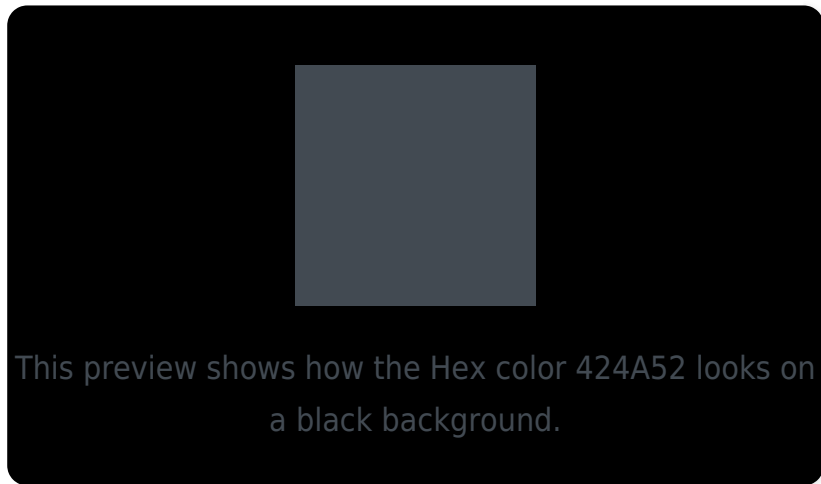 This preview shows how the Hex color 424A52 looks on
a black background.